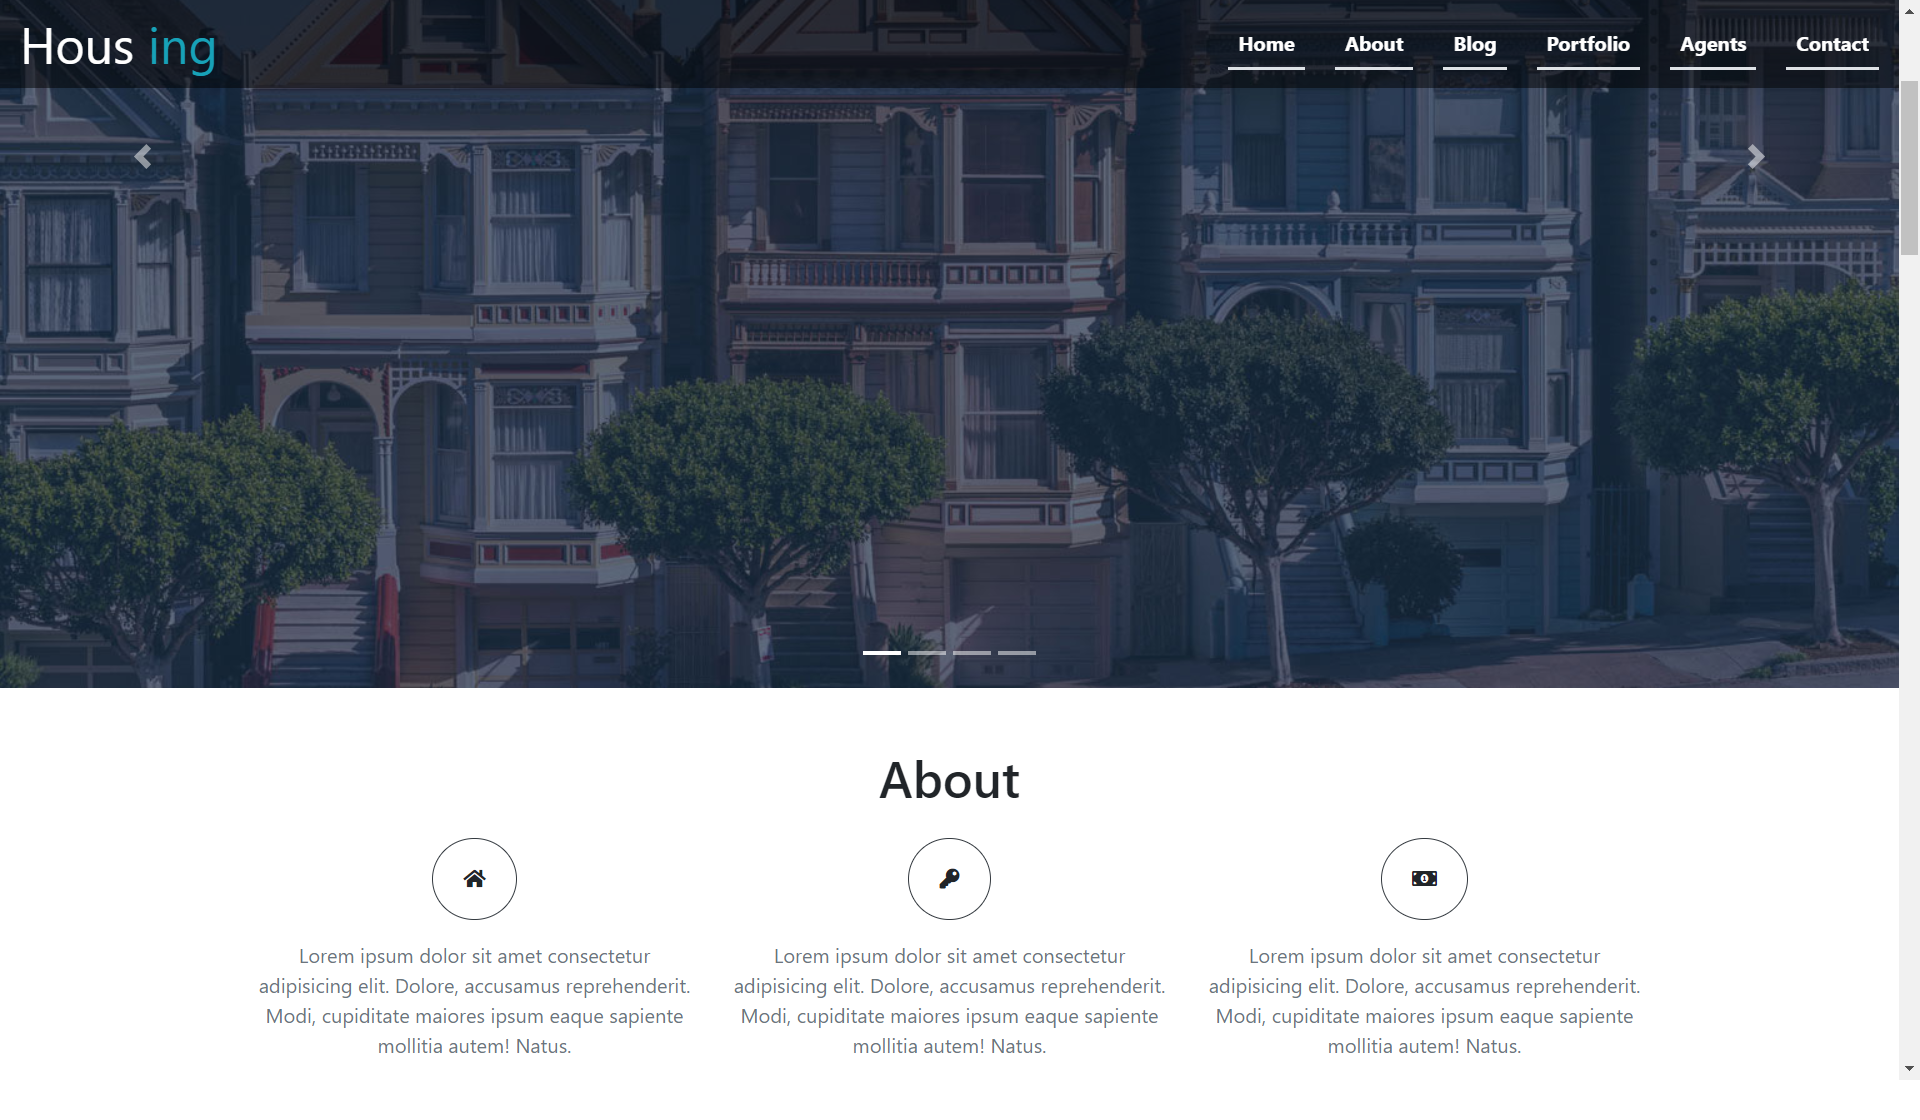 Hous ing
Home About Blog Portfolio Agents Contact
About
Lorem ipsum dolor sit amet consectetur
adipisicing elit. Dolore, accusamus reprehenderit.
Modi, cupiditate maiores ipsum eaque sapiente
mollitia autem! Natus.
Lorem ipsum dolor sit amet consectetur
adipisicing elit. Dolore, accusamus reprehenderit.
Modi, cupiditate maiores ipsum eaque sapiente
mollitia autem! Natus.
Lorem ipsum dolor sit amet consectetur
adipisicing elit. Dolore, accusamus reprehenderit.
Modi, cupiditate maiores ipsum eaque sapiente
mollitia autem! Natus.